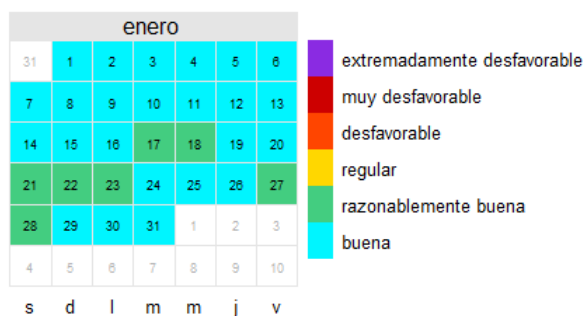 enero
31 1 2 3 4 5 6
7 8 9 10 11 12 13
14 15 16 17 18 19 20
21 22 23 24 25 26 27
28 29 30 31 1 2 3
4 5 6 7 8 9 10
s d l m m j v
extremadamente desfavorable
muy desfavorable
desfavorable
regular
razonablemente buena
buena